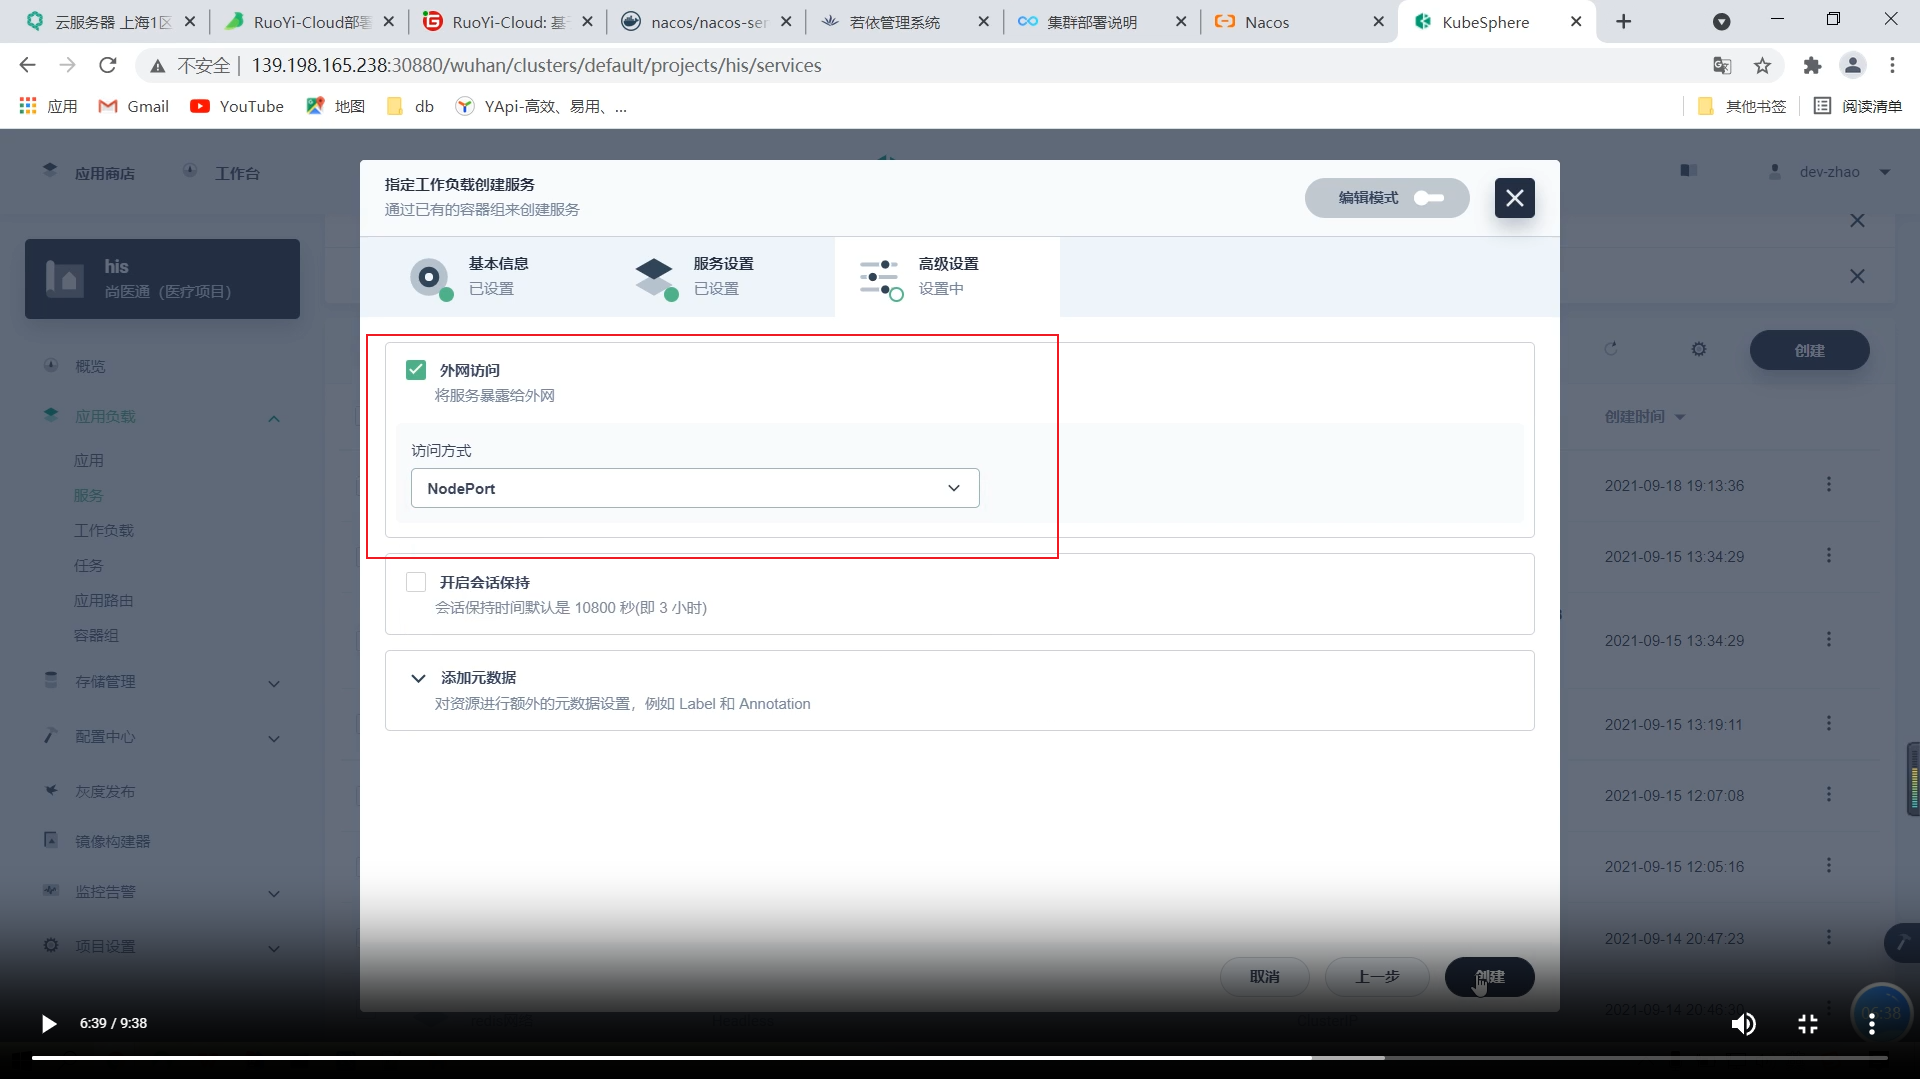 云服务器 上海1区
RuoYi-Cloud部署
RuoYi-Cloud: 基于
nacos/nacos-ser
若依管理系统
集群部署说明
Nacos
KubeSphere
不安全
139.198.165.238:30880/wuhan/clusters/default/projects/his/services
应用
Gmail
YouTube
地图
db
YApi-高效、易用、...
其他书签
阅读清单
应用商店
工作台
dev-zhao
his
尚医通（医疗项目）
概览
应用负载
应用
服务
工作负载
任务
应用路由
容器组
存储管理
配置中心
灰度发布
镜像构建器
监控告警
项目设置
指定工作负载创建服务
通过已有的容器组来创建服务
编辑模式
基本信息
已设置
服务设置
已设置
高级设置
设置中
外网访问
将服务暴露给外网
访问方式
NodePort
开启会话保持
会话保持时间默认是 10800 秒(即 3 小时)
添加元数据
对资源进行额外的元数据设置，例如 Label 和 Annotation
取消
上一步
创建
创建
创建时间
2021-09-18 19:13:36
2021-09-15 13:34:29
2021-09-15 13:34:29
2021-09-15 13:19:11
2021-09-15 12:07:08
2021-09-15 12:05:16
2021-09-14 20:47:23
6:39 / 9:38